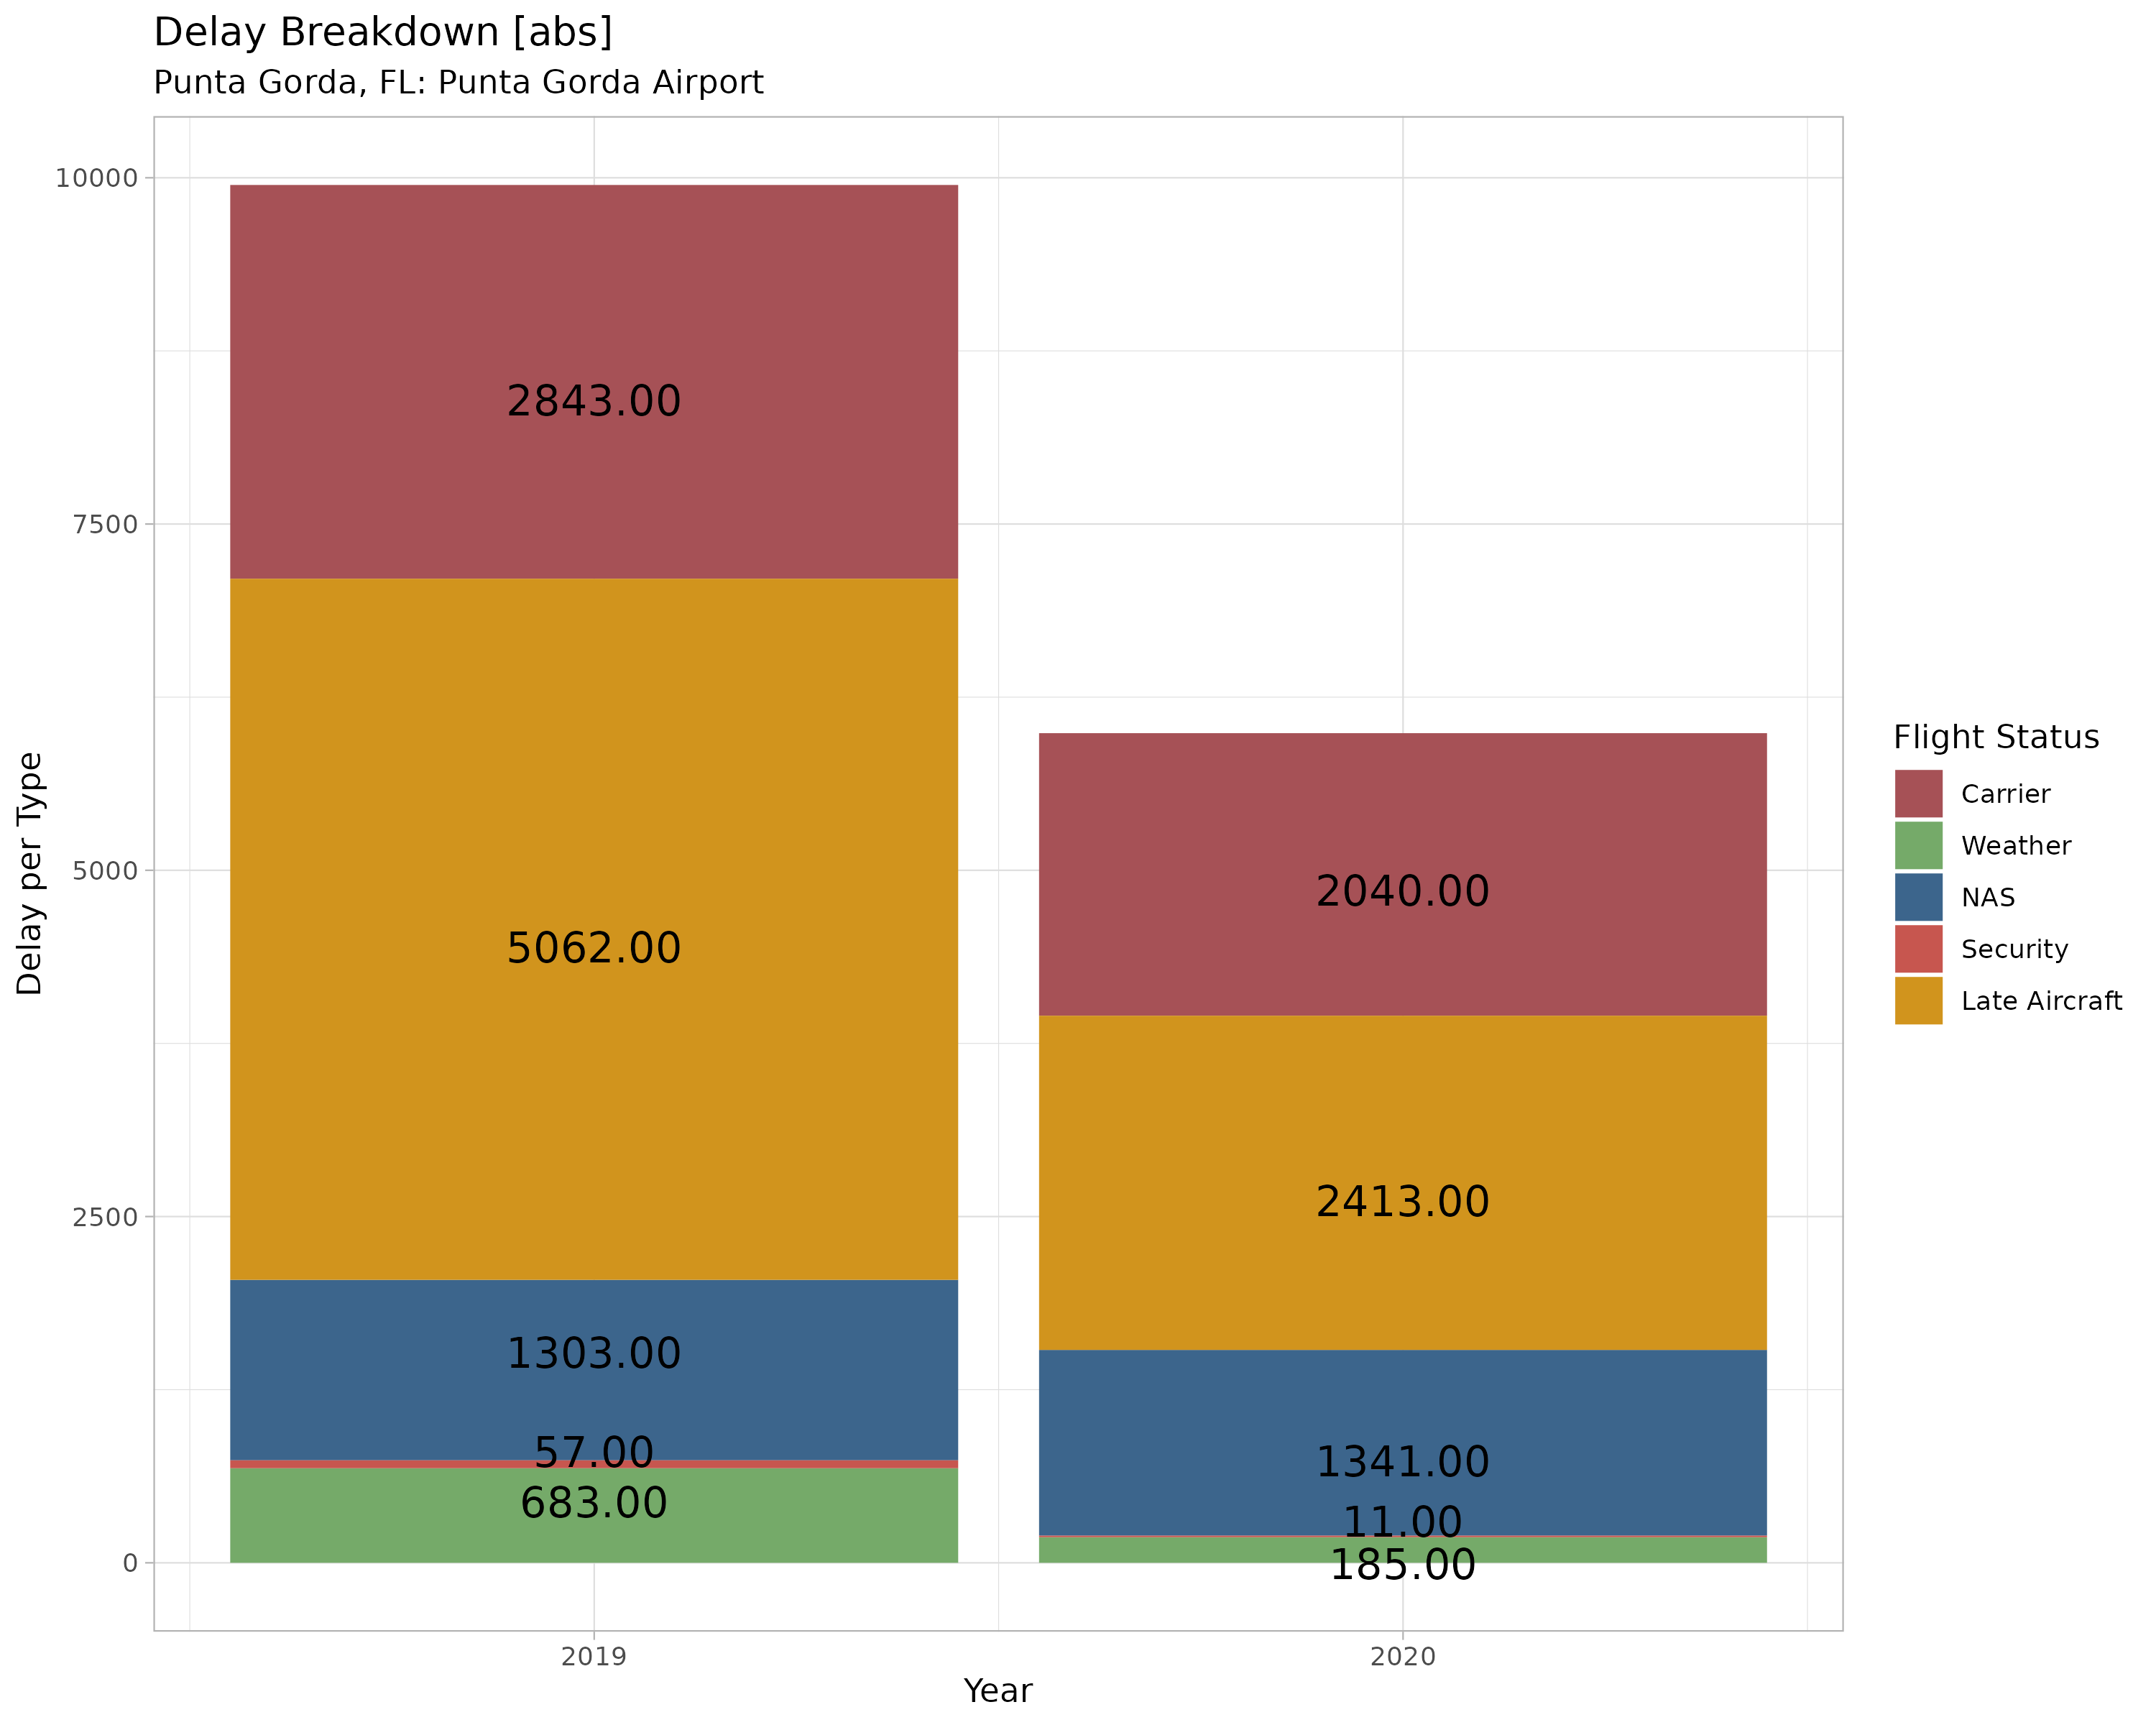 Delay Breakdown [abs]
Punta Gorda, FL: Punta Gorda Airport
Delay per Type
10000
7500
5000
2500
0
2843.00
5062.00
1303.00
57.00
683.00
2040.00
2413.00
1341.00
11.00
185.00
2019
2020
Year
Flight Status
Carrier
Weather
NAS
Security
Late Aircraft